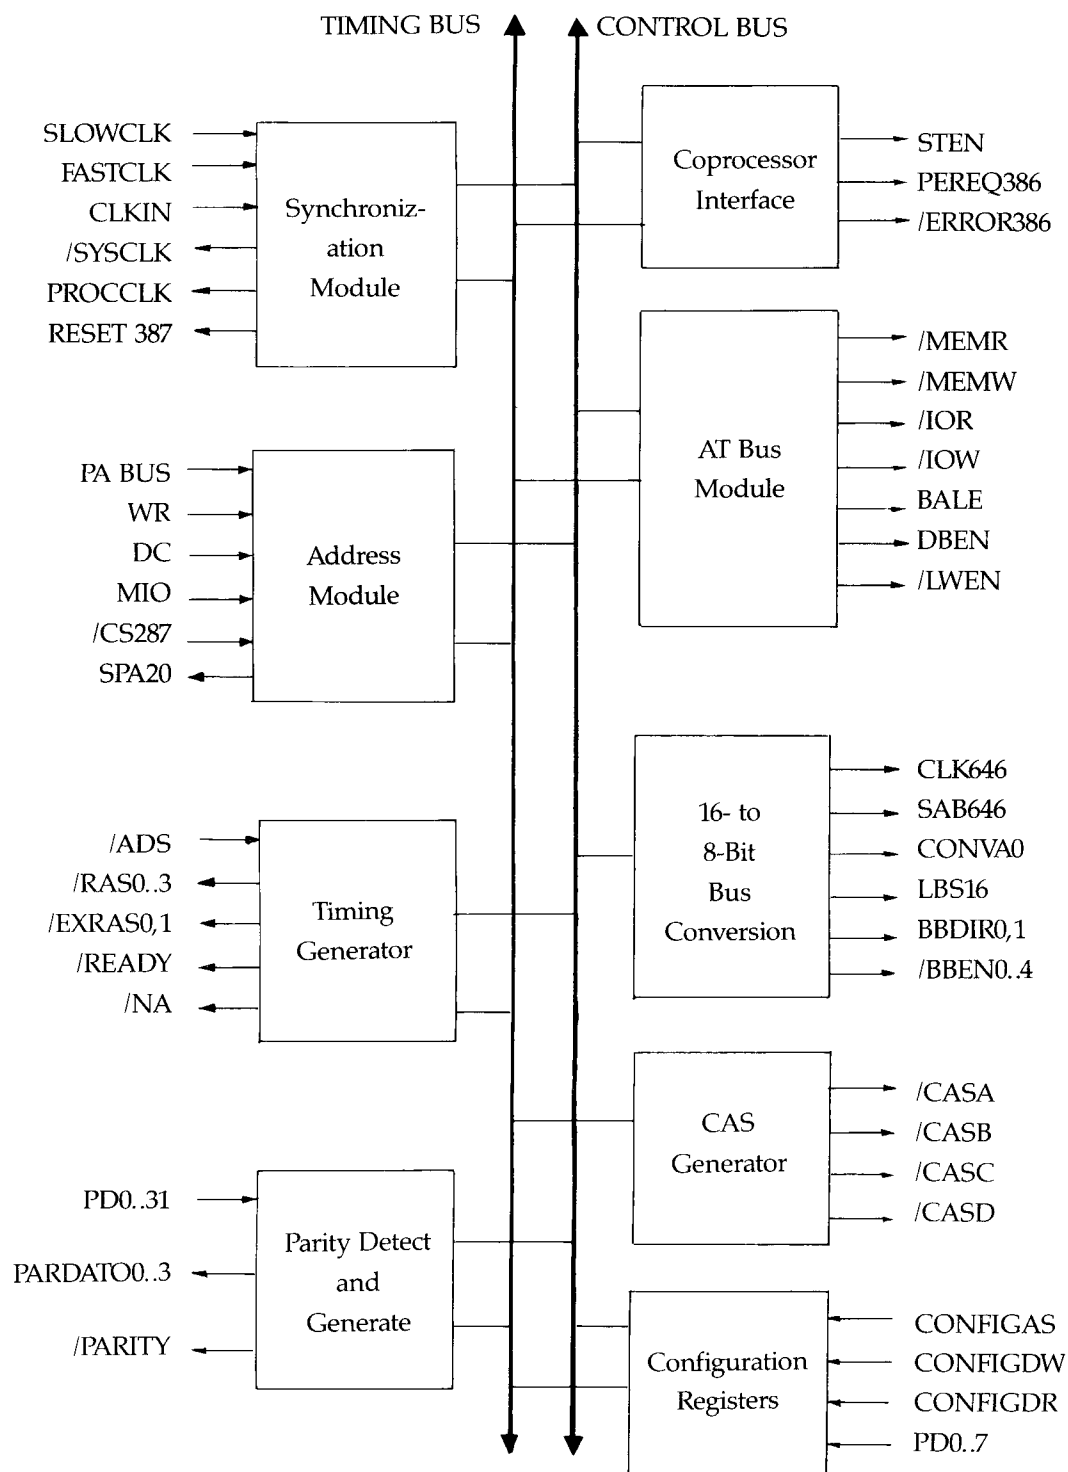 TIMING BUS
CONTROL BUS
SLOWCLK
FASTCLK
CLKIN
/SYSCLK
PROCCLK
RESET 387
Synchroniz-
ation
Module
Coprocessor
Interface
STEN
PEREQ386
/ERROR386
PA BUS
WR
DC
MIO
/CS287
SPA20
Address
Module
AT Bus
Module
/MEMR
/MEMW
/IOR
/IOW
BALE
DBEN
/LWEN
/ADS
/RAS0..3
/EXRAS0,1
/READY
/NA
Timing
Generator
16- to
8-Bit
Bus
Conversion
CLK646
SAB646
CONVA0
LBS16
BBDIR0,1
/BBEN0..4
PD0..31
PARDATO0..3
/PARITY
Parity Detect
and
Generate
CAS
Generator
/CASA
/CASB
/CASC
/CASD
Configuration
Registers
CONFIGAS
CONFIGDW
CONFIGDR
PD0..7